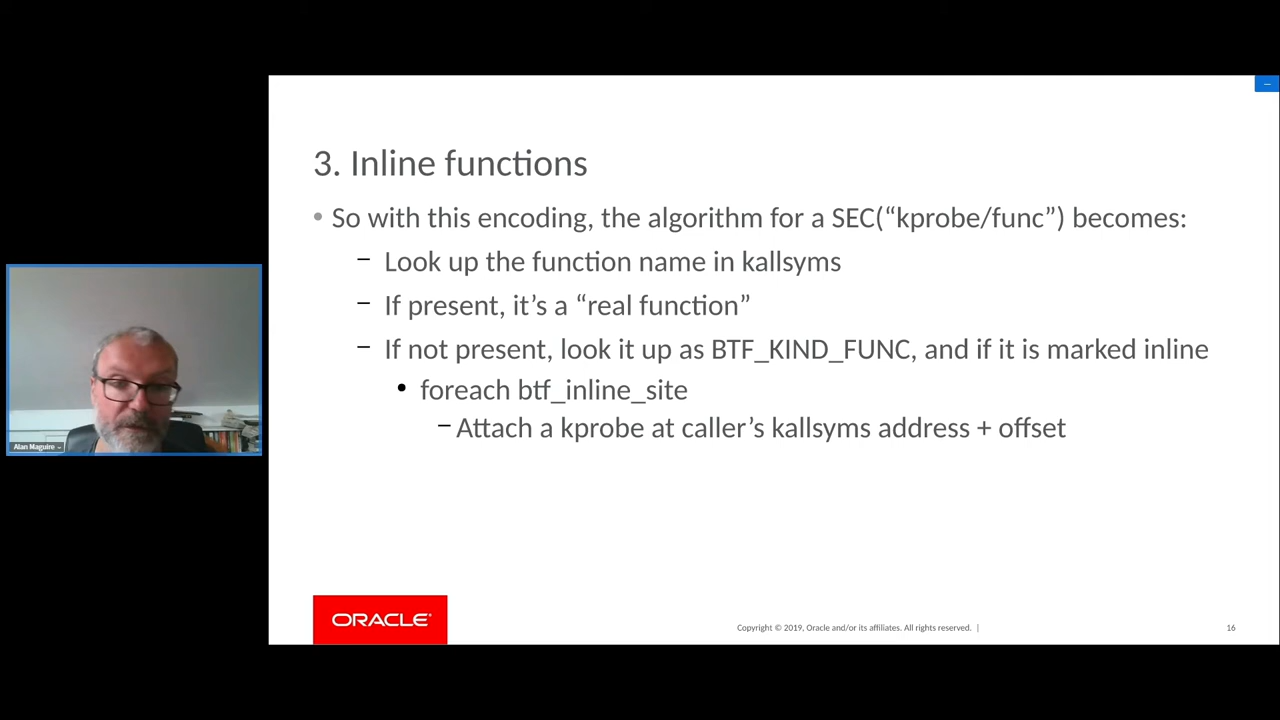 3. Inline functions
• So with this encoding, the algorithm for a SEC(“kprobe/func”) becomes:
– Look up the function name in kallsyms
– If present, it’s a “real function”
– If not present, look it up as BTF_KIND_FUNC, and if it is marked inline
• foreach btf_inline_site
– Attach a kprobe at caller’s kallsyms address + offset
Alan Maguire
ORACLE®
Copyright © 2019, Oracle and/or its affiliates. All rights reserved. |
16